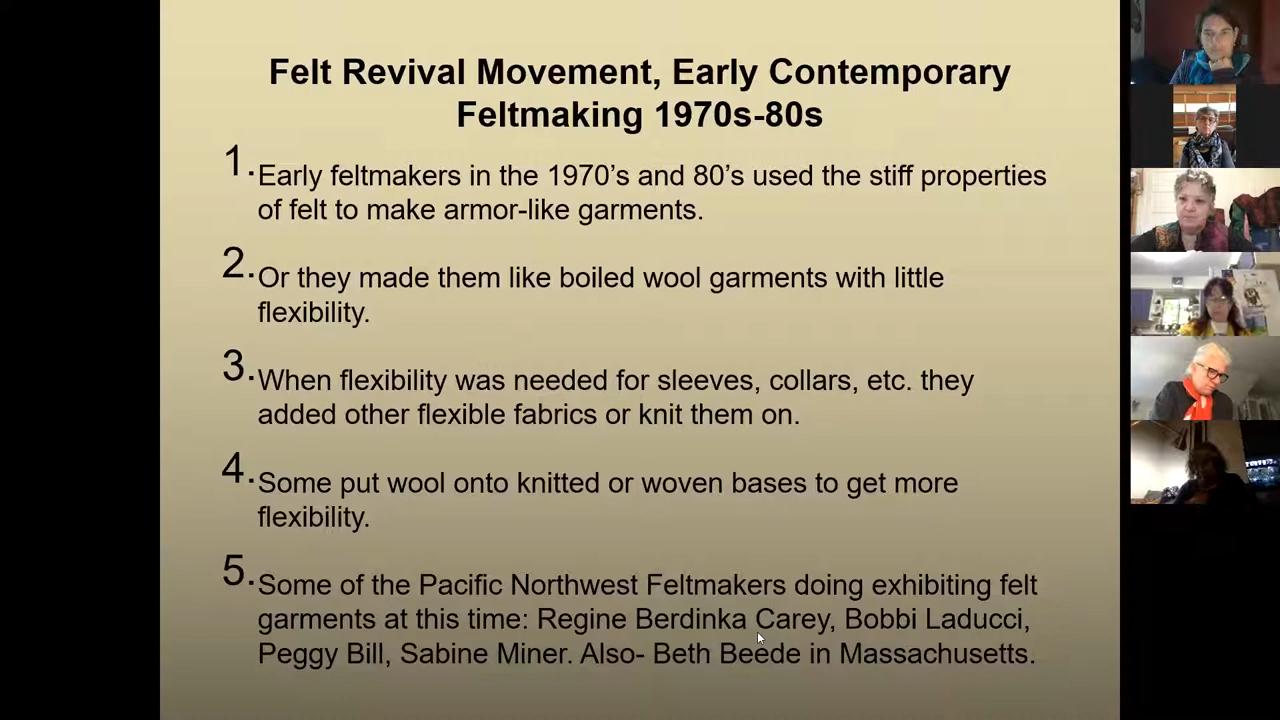 Felt Revival Movement, Early Contemporary
Feltmaking 1970s-80s
1. Early feltmakers in the 1970’s and 80’s used the stiff properties
of felt to make armor-like garments.
2. Or they made them like boiled wool garments with little
flexibility.
3. When flexibility was needed for sleeves, collars, etc. they
added other flexible fabrics or knit them on.
4. Some put wool onto knitted or woven bases to get more
flexibility.
5. Some of the Pacific Northwest Feltmakers doing exhibiting felt
garments at this time: Regine Berdinka Carey, Bobbi Laducci,
Peggy Bill, Sabine Miner. Also- Beth Beede in Massachusetts.